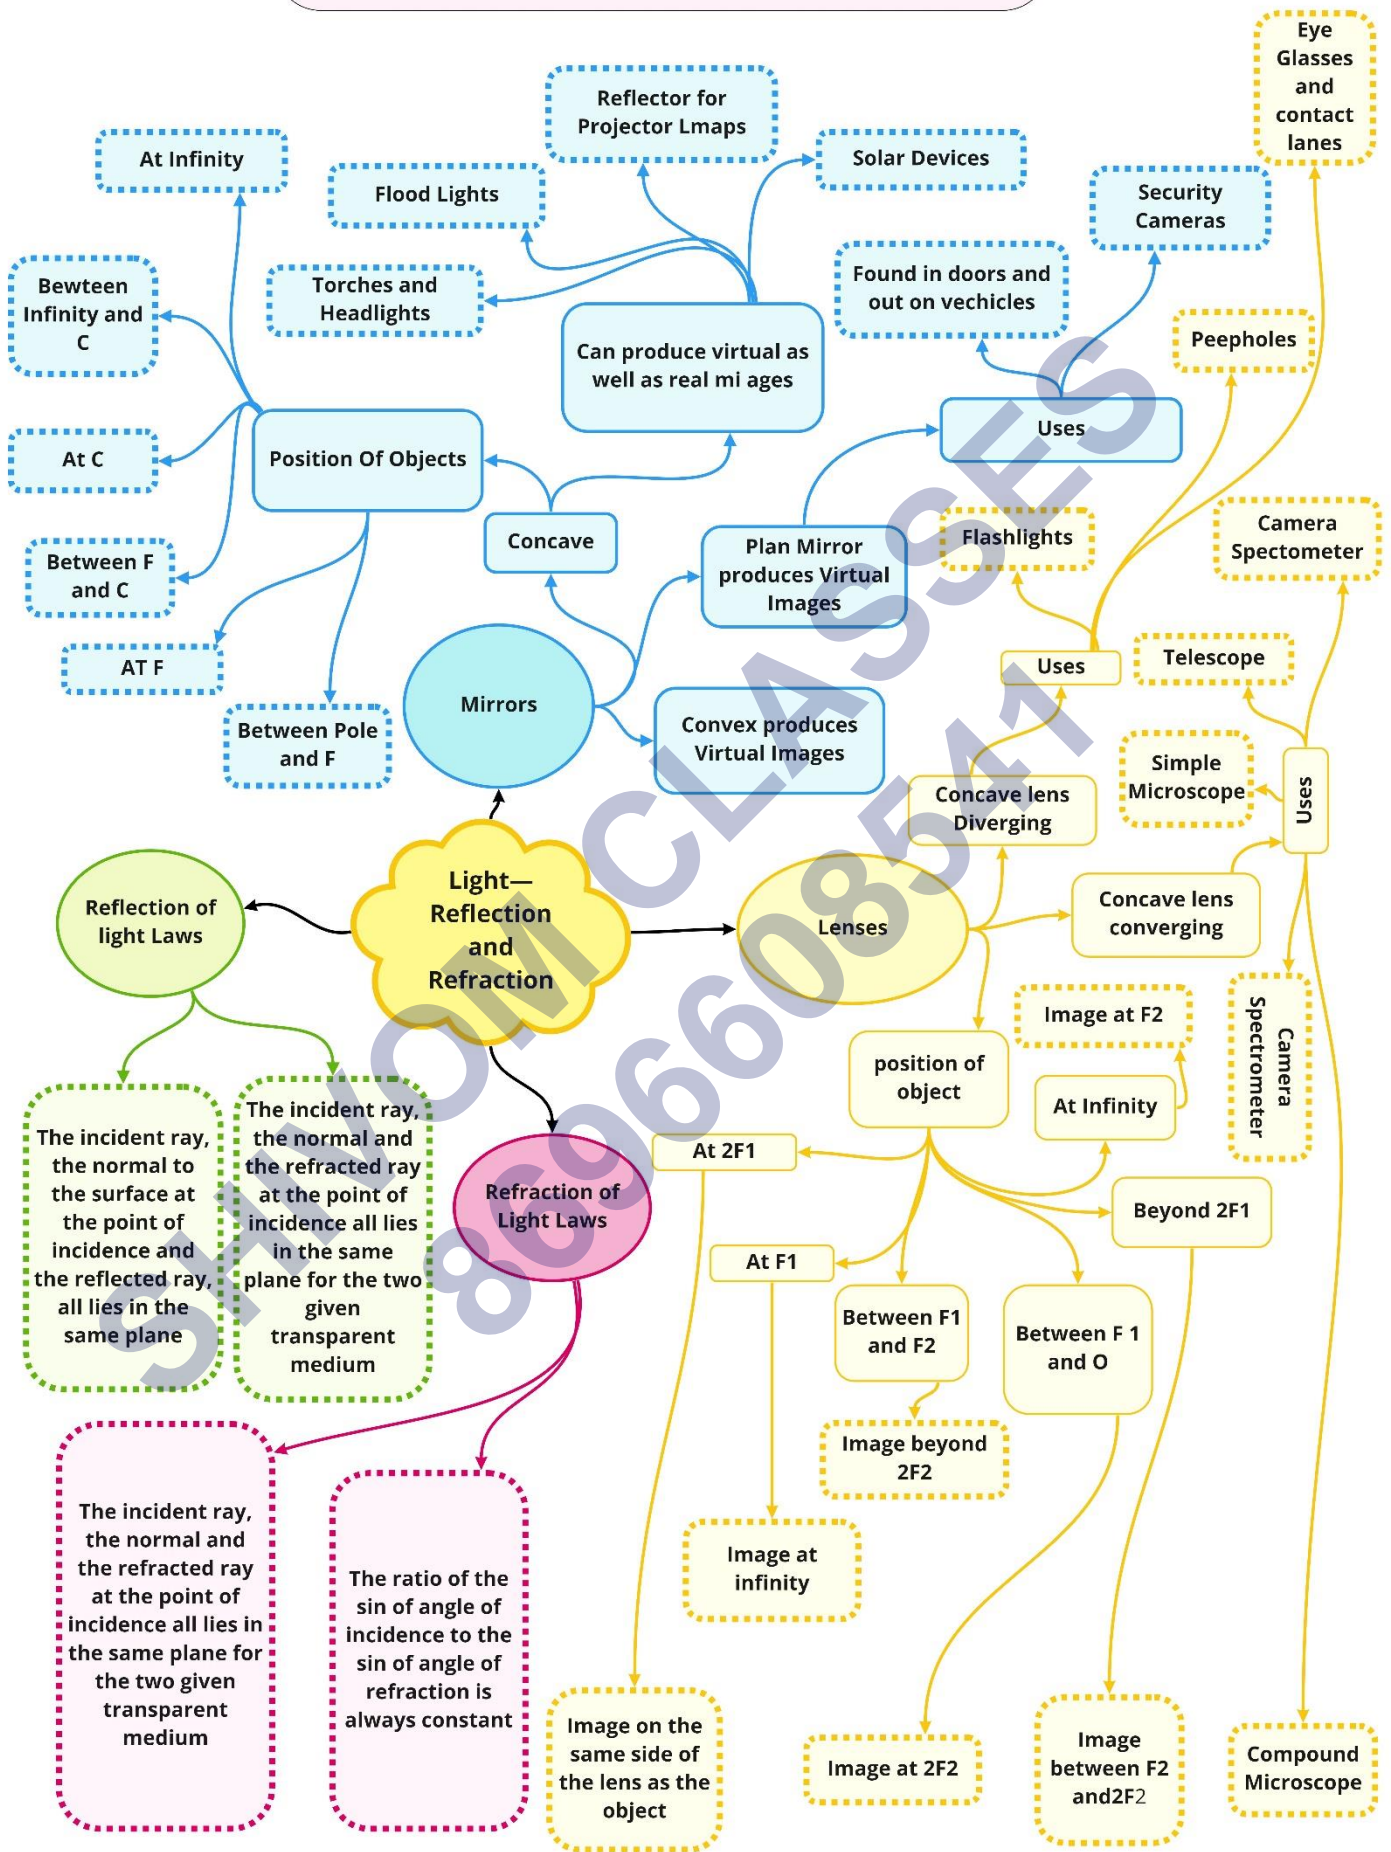 Eye
Glasses
and
contact
lanes
Reflector for
Projector Lmaps
At Infinity
Solar Devices
Flood Lights
Security
Cameras
Bewteen
Infinity and
C
Torches and
Headlights
Found in doors and
out on vechicles
Peepholes
Can produce virtual as
well as real mi ages
Uses
At C
Position Of Objects
Concave
Plan Mirror
produces Virtual
Images
Flashlights
Camera
Spectometer
Between F
and C
AT F
Uses
Telescope
Mirrors
Between Pole
and F
Convex produces
Virtual Images
Simple
Microscope
Uses
Concave lens
Diverging
Light—
Reflection
and
Refraction
Reflection of
light Laws
Lenses
Concave lens
converging
Image at F2
Camera
Spectrometer
position of
object
At Infinity
The incident ray,
the normal to
the surface at
the point of
incidence and
the reflected ray,
all lies in the
same plane
The incident ray,
the normal and
the refracted ray
at the point of
incidence all lies
in the same
plane for the two
given
transparent
medium
At 2F1
Refraction of
Light Laws
Beyond 2F1
At F1
Between F1
and F2
Between F 1
and O
Image beyond
2F2
The incident ray,
the normal and
the refracted ray
at the point of
incidence all lies in
the same plane for
the two given
transparent
medium
The ratio of the
sin of angle of
incidence to the
sin of angle of
refraction is
always constant
Image at
infinity
Image on the
same side of
the lens as the
object
Image at 2F2
Image
between F2
and2F2
Compound
Microscope
SHIVOM CLASSES
8696608541